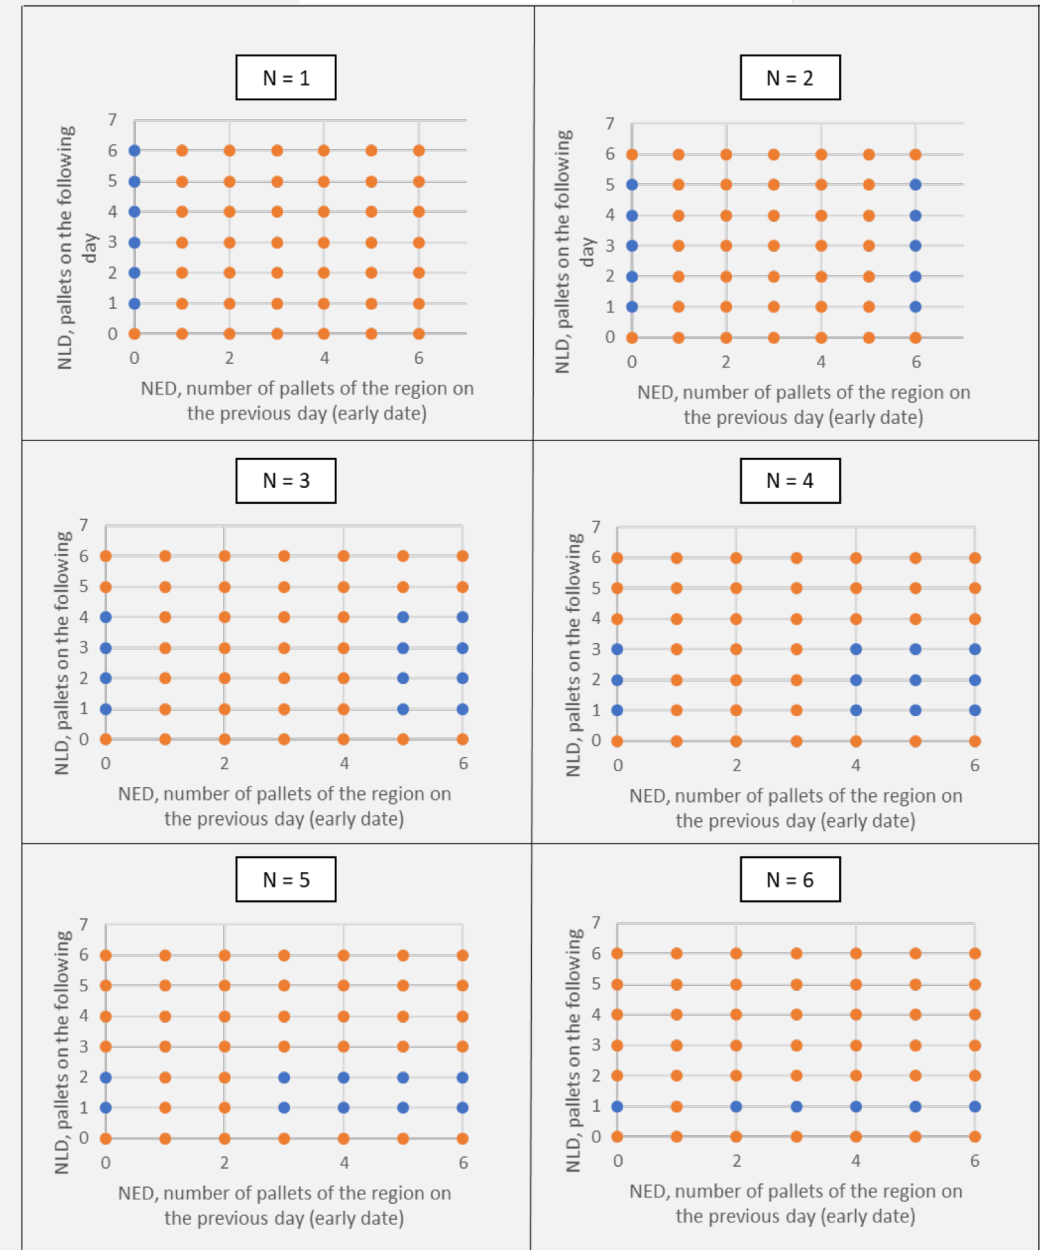 N = 1
NLD, pallets on the following
day
7
6
5
4
3
2
1
0
0 2 4 6
NED, number of pallets of the region on
the previous day (early date)
N = 2
NLD, pallets on the following
day
7
6
5
4
3
2
1
0
0 2 4 6
NED, number of pallets of the region on
the previous day (early date)
N = 3
NLD, pallets on the following
7
6
5
4
3
2
1
0
0 2 4 6
NED, number of pallets of the region on
the previous day (early date)
N = 4
NLD, pallets on the following
7
6
5
4
3
2
1
0
0 2 4 6
NED, number of pallets of the region on
the previous day (early date)
N = 5
NLD, pallets on the following
7
6
5
4
3
2
1
0
0 2 4 6
NED, number of pallets of the region on
the previous day (early date)
N = 6
NLD, pallets on the following
7
6
5
4
3
2
1
0
0 2 4 6
NED, number of pallets of the region on
the previous day (early date)